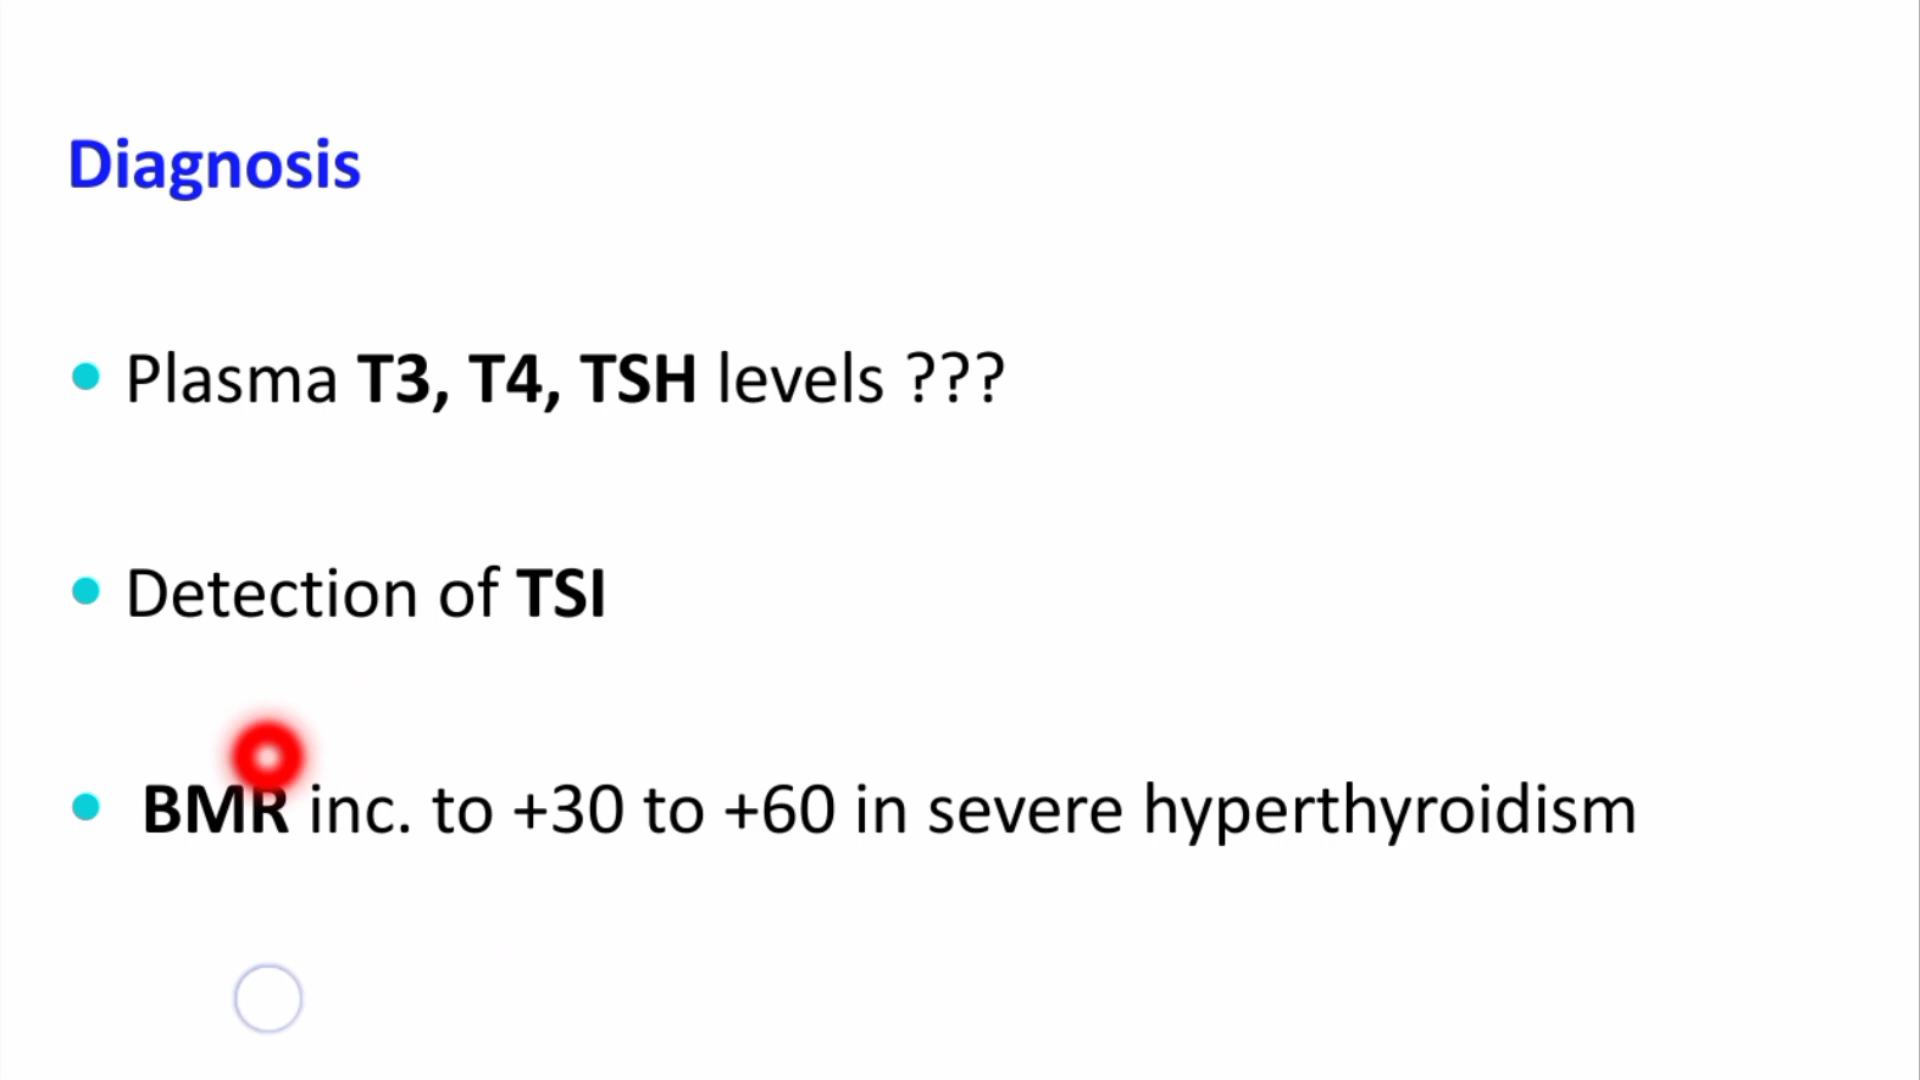 Diagnosis
Plasma T3, T4, TSH levels ???
Detection of TSI
BMR inc. to +30 to +60 in severe hyperthyroidism